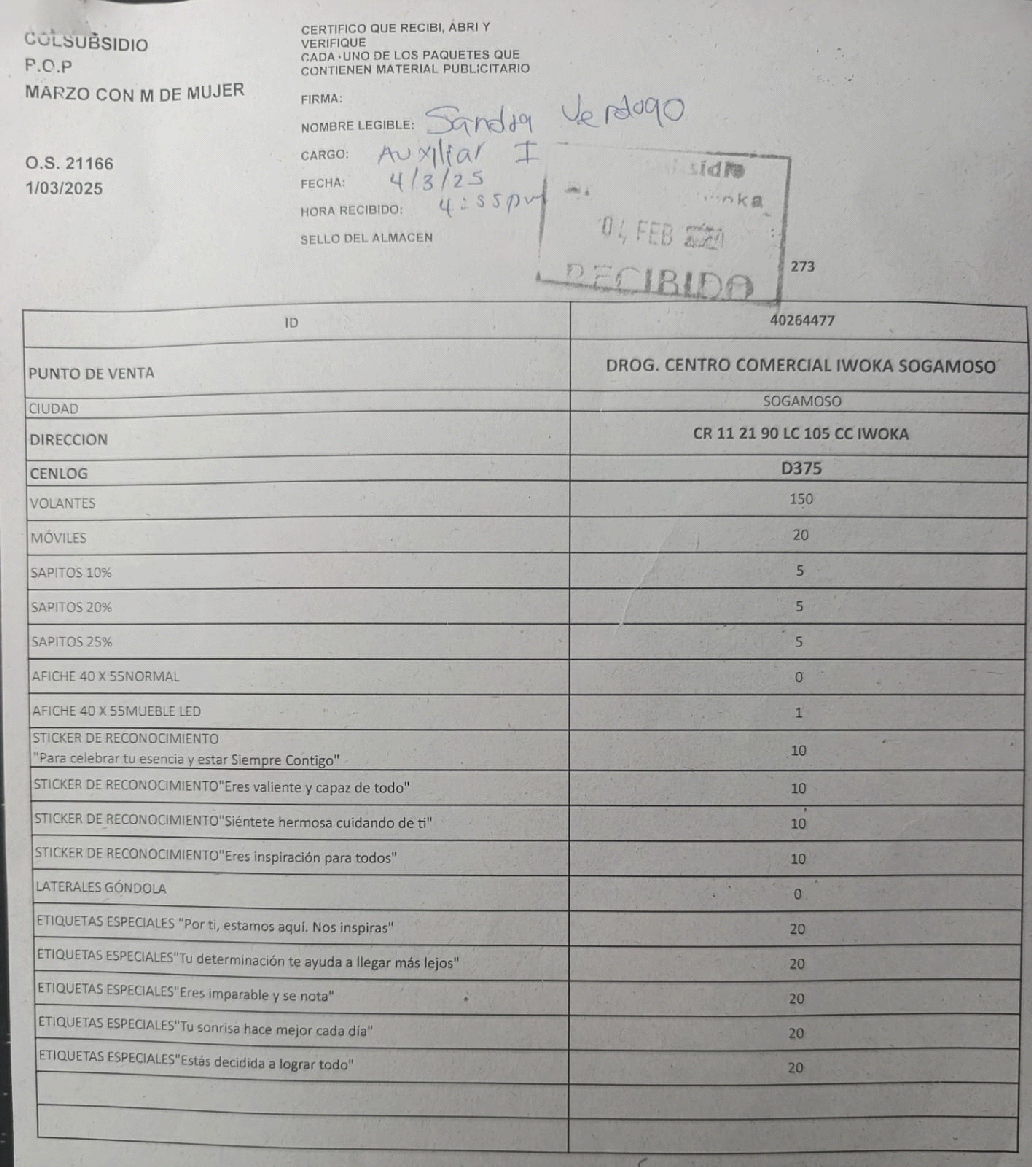 COLSUBSIDIO
P.O.P
MARZO CON M DE MUJER
O.S. 21166
1/03/2025
CERTIFICO QUE RECIBI, ABRI Y
VERIFIQUE
CADA UNO DE LOS PAQUETES QUE
CONTIENEN MATERIAL PUBLICITARIO
FIRMA:
NOMBRE LEGIBLE: Sandra Verdugo
CARGO: Auxiliar I
FECHA: 4/3/25
HORA RECIBIDO: 4:55pm
SELLO DEL ALMACEN
04 FEB
RECIBIDO
273
ID 40264477
PUNTO DE VENTA DROG. CENTRO COMERCIAL IWOKA SOGAMOSO
CIUDAD SOGAMOSO
DIRECCION CR 11 21 90 LC 105 CC IWOKA
CENLOG D375
VOLANTES 150
MÓVILES 20
SAPITOS 10% 5
SAPITOS 20% 5
SAPITOS 25% 5
AFICHE 40 X 55NORMAL 0
AFICHE 40 X 55MUEBLE LED 1
STICKER DE RECONOCIMIENTO
"Para celebrar tu esencia y estar Siempre Contigo" 10
STICKER DE RECONOCIMIENTO"Eres valiente y capaz de todo" 10
STICKER DE RECONOCIMIENTO"Siéntete hermosa cuidando de ti" 10
STICKER DE RECONOCIMIENTO"Eres inspiración para todos" 10
LATERALES GÓNDOLA 0
ETIQUETAS ESPECIALES "Por ti, estamos aquí. Nos inspiras" 20
ETIQUETAS ESPECIALES"Tu determinación te ayuda a llegar más lejos" 20
ETIQUETAS ESPECIALES"Eres imparable y se nota" 20
ETIQUETAS ESPECIALES"Tu sonrisa hace mejor cada día" 20
ETIQUETAS ESPECIALES"Estás decidida a lograr todo" 20